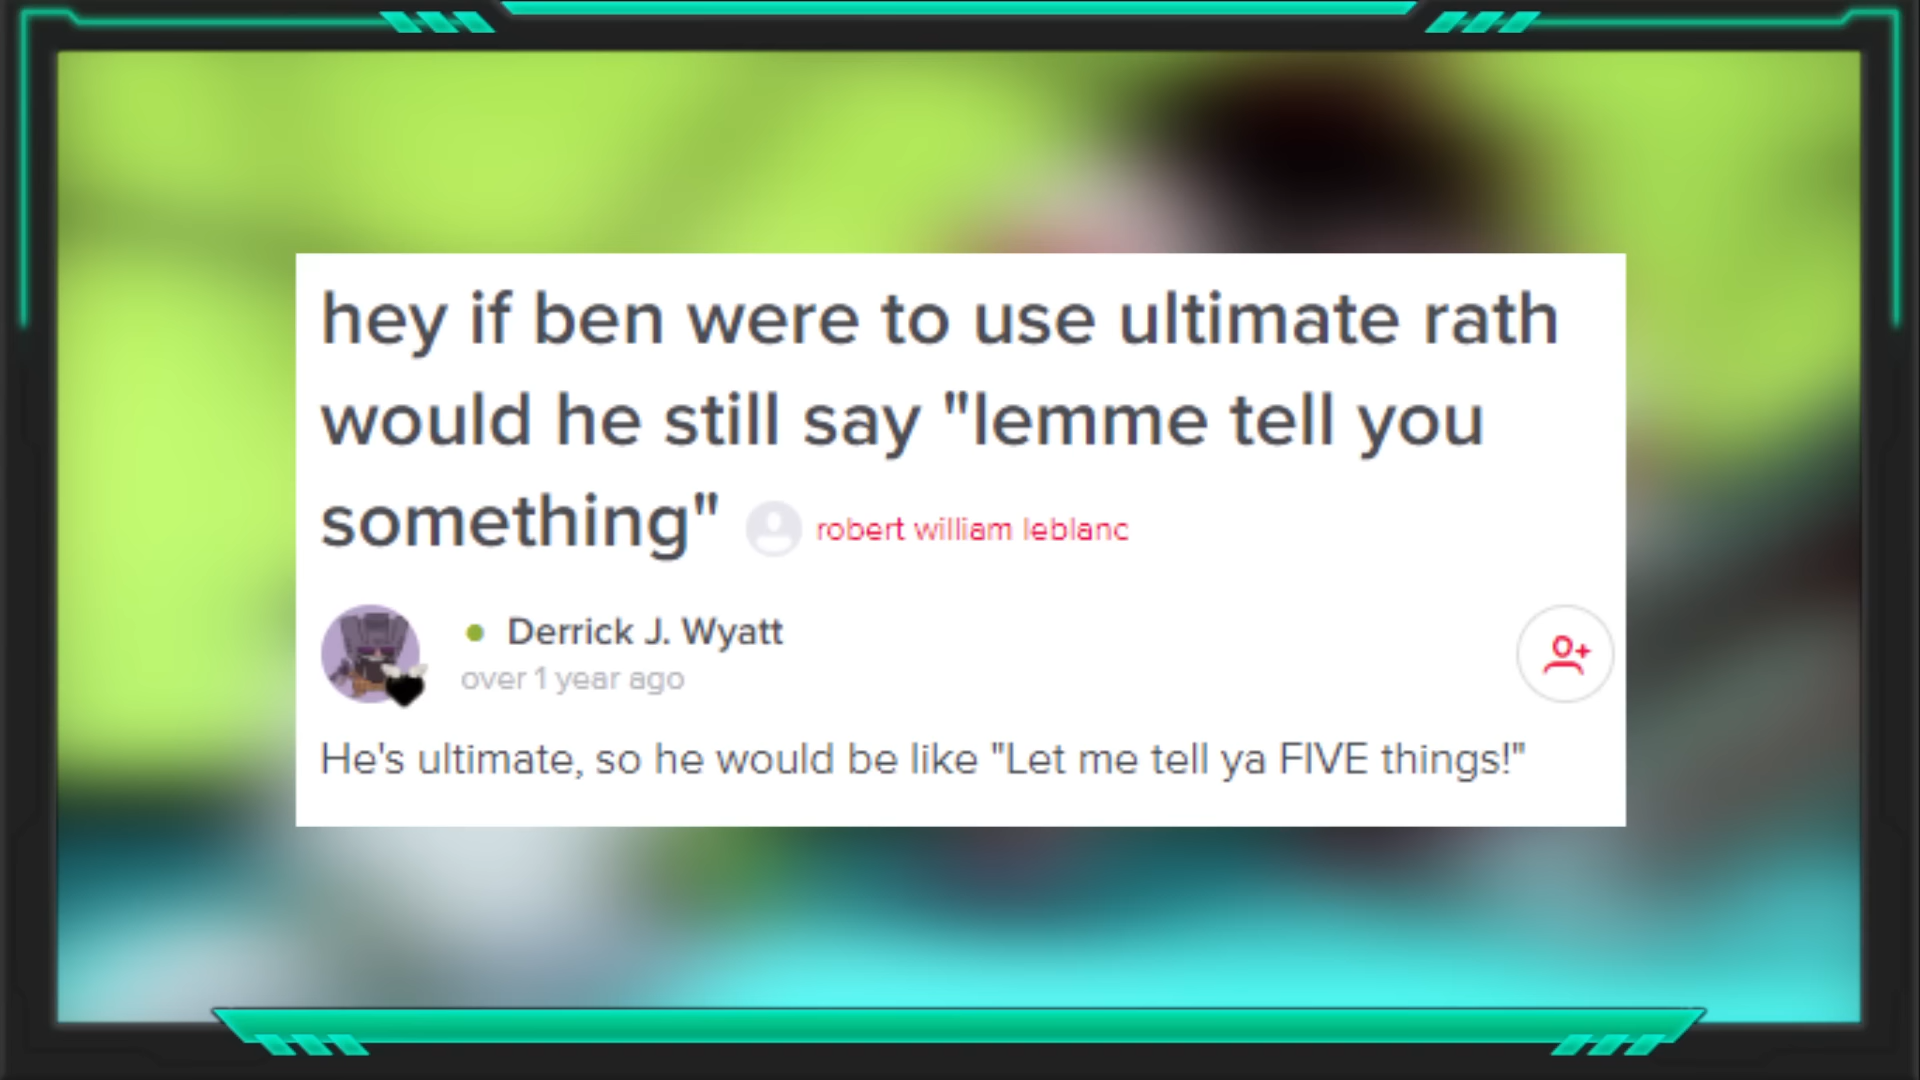 hey if ben were to use ultimate rath
would he still say "lemme tell you
something" robert william leblanc
Derrick J. Wyatt
over 1 year ago
He's ultimate, so he would be like "Let me tell ya FIVE things!"